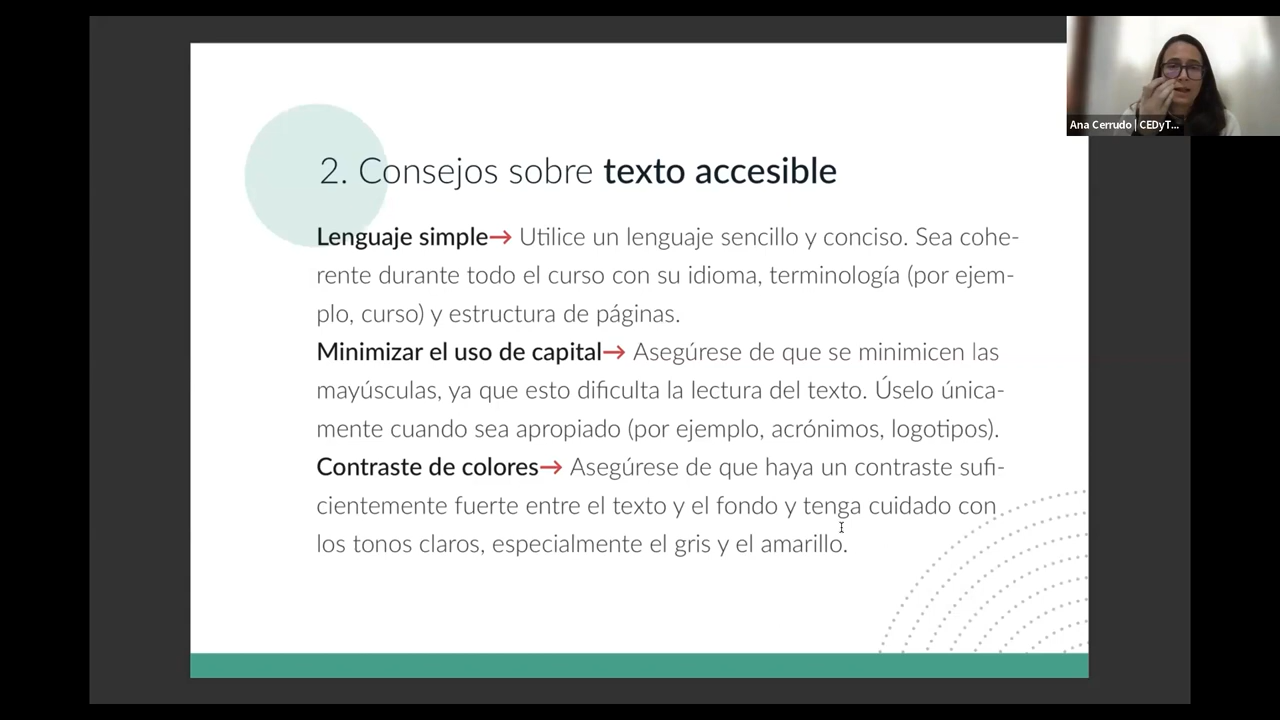 2. Consejos sobre texto accesible
Lenguaje simple→ Utilice un lenguaje sencillo y conciso. Sea cohe-
rente durante todo el curso con su idioma, terminología (por ejem-
plo, curso) y estructura de páginas.
Minimizar el uso de capital→ Asegúrese de que se minimicen las
mayúsculas, ya que esto dificulta la lectura del texto. Úselo única-
mente cuando sea apropiado (por ejemplo, acrónimos, logotipos).
Contraste de colores→ Asegúrese de que haya un contraste sufi-
cientemente fuerte entre el texto y el fondo y tenga cuidado con
los tonos claros, especialmente el gris y el amarillo.
Ana Cerrudo | CEDyT...